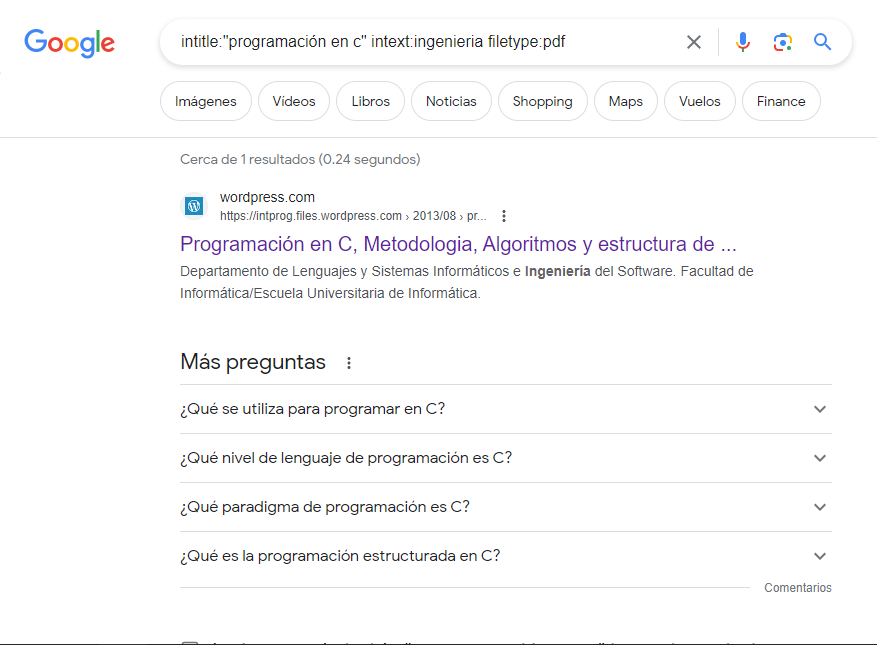 Google
intitle:"programación en c" intext:ingenieria filetype:pdf
Imágenes
Vídeos
Libros
Noticias
Shopping
Maps
Vuelos
Finance
Cerca de 1 resultados (0.24 segundos)
wordpress.com
https://intprog.files.wordpress.com › 2013/08 › pr...
Programación en C, Metodologia, Algoritmos y estructura de ...
Departamento de Lenguajes y Sistemas Informáticos e Ingeniería del Software. Facultad de
Informática/Escuela Universitaria de Informática.
Más preguntas
¿Qué se utiliza para programar en C?
¿Qué nivel de lenguaje de programación es C?
¿Qué paradigma de programación es C?
¿Qué es la programación estructurada en C?
Comentarios